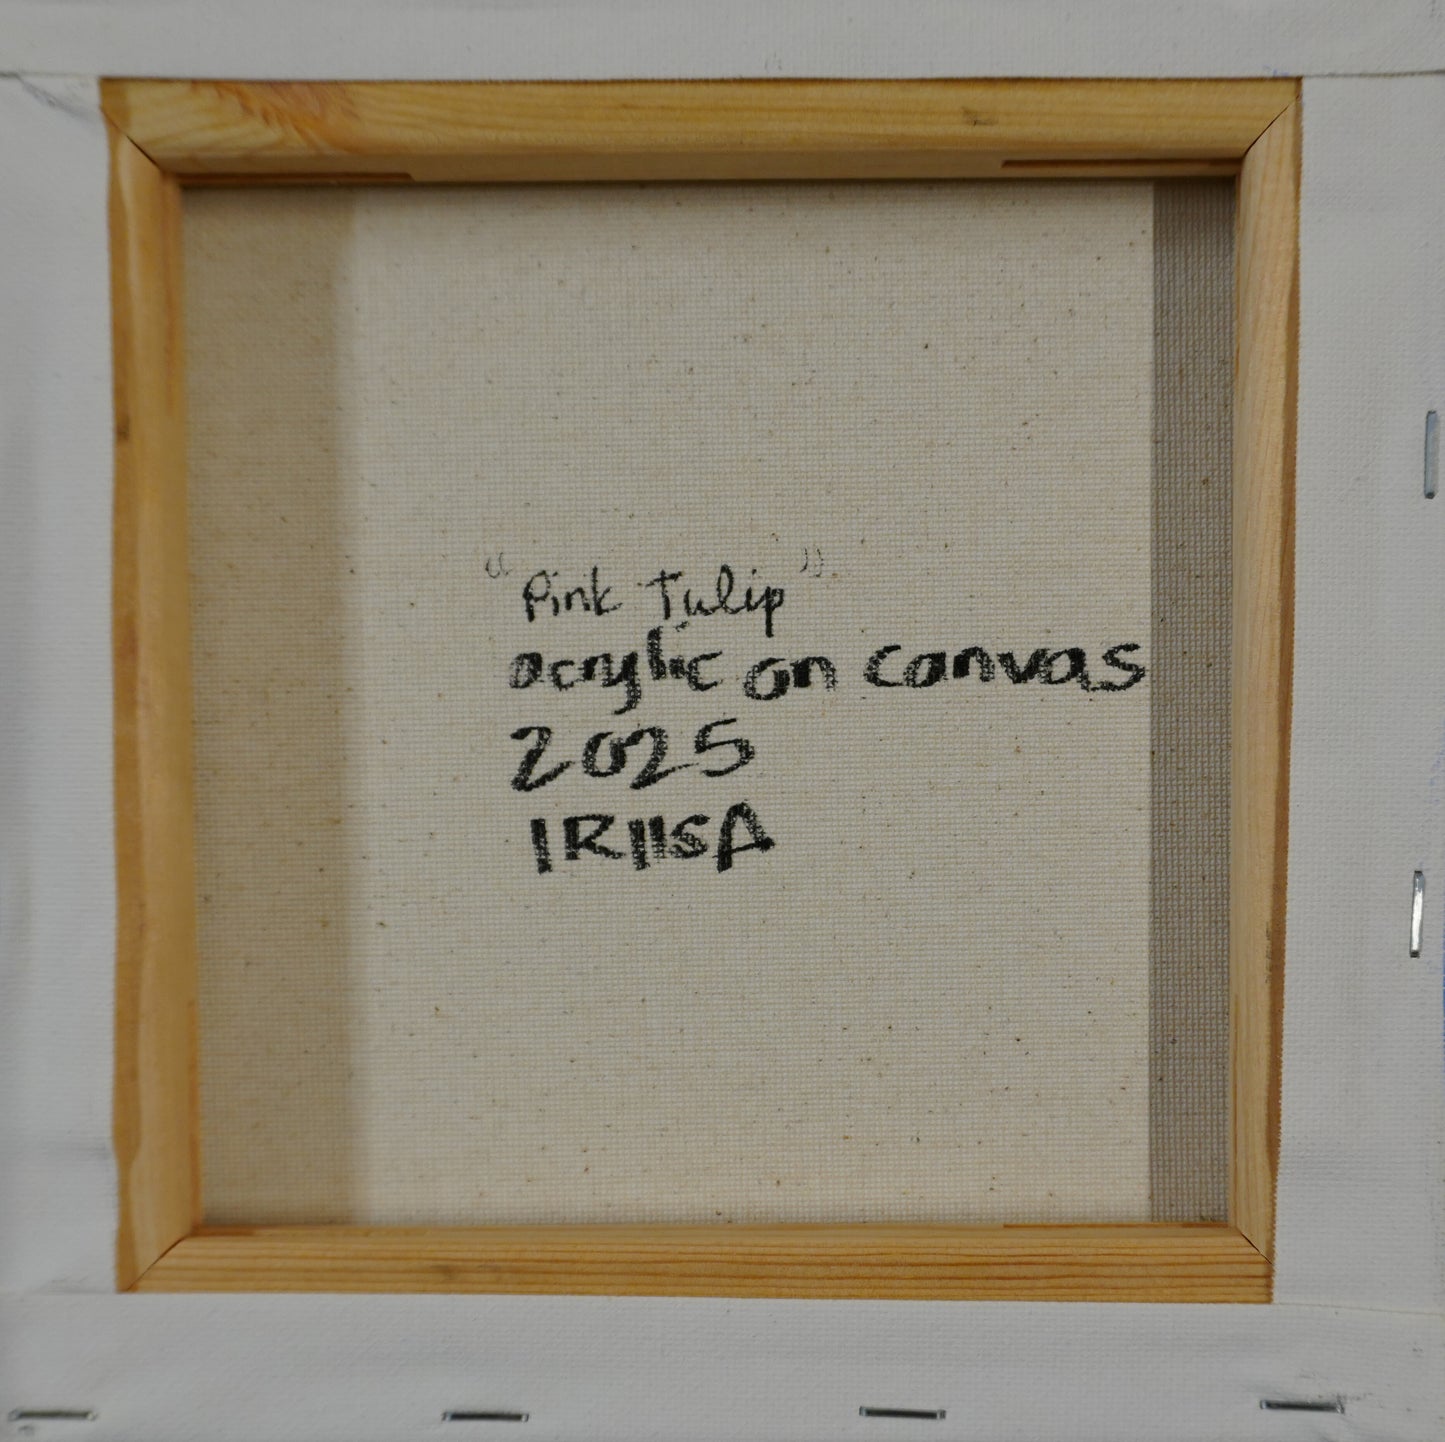 "Pink Tulip"
acrylic on canvas
2025
IRIISA